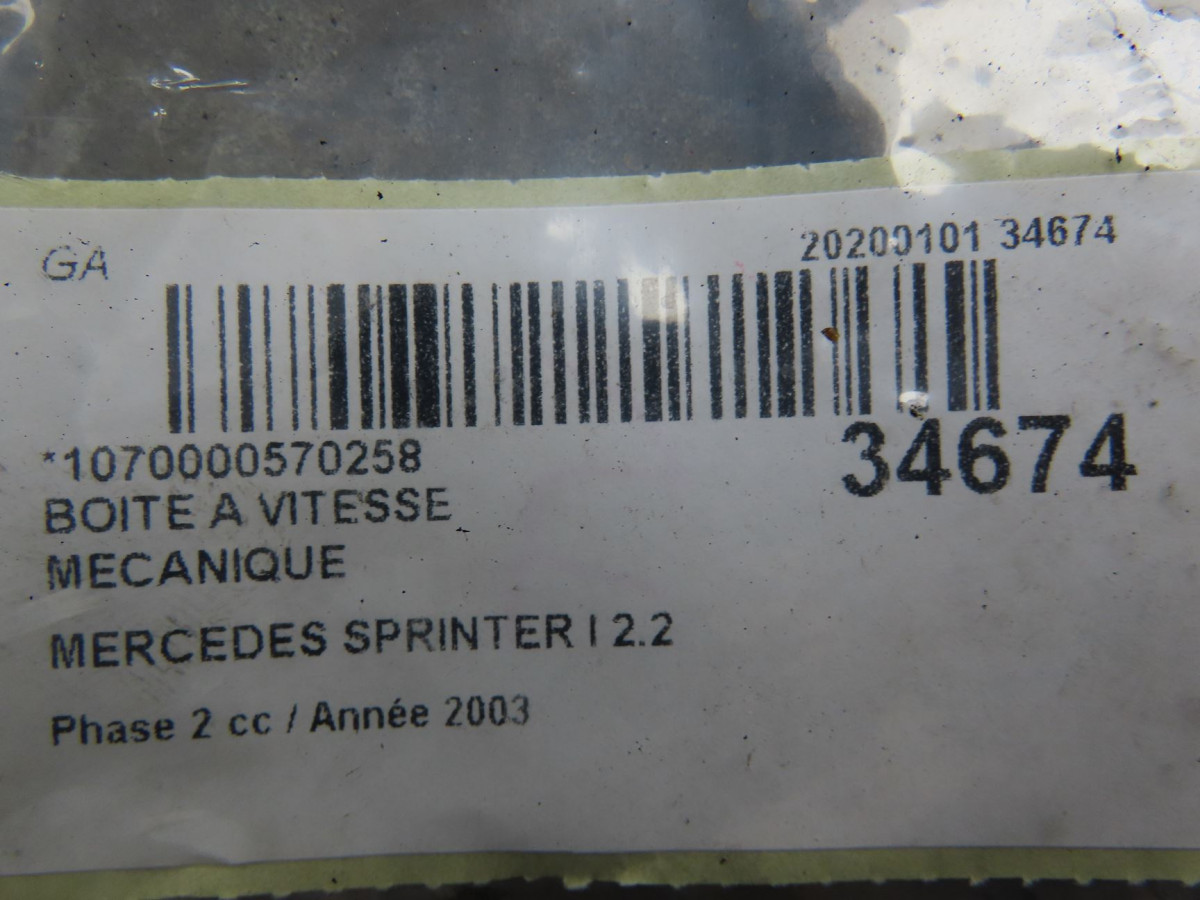 GA
20200101 34674
*1070000570258
34674
BOITE A VITESSE
MECANIQUE
MERCEDES SPRINTER I 2.2
Phase 2 cc / Année 2003